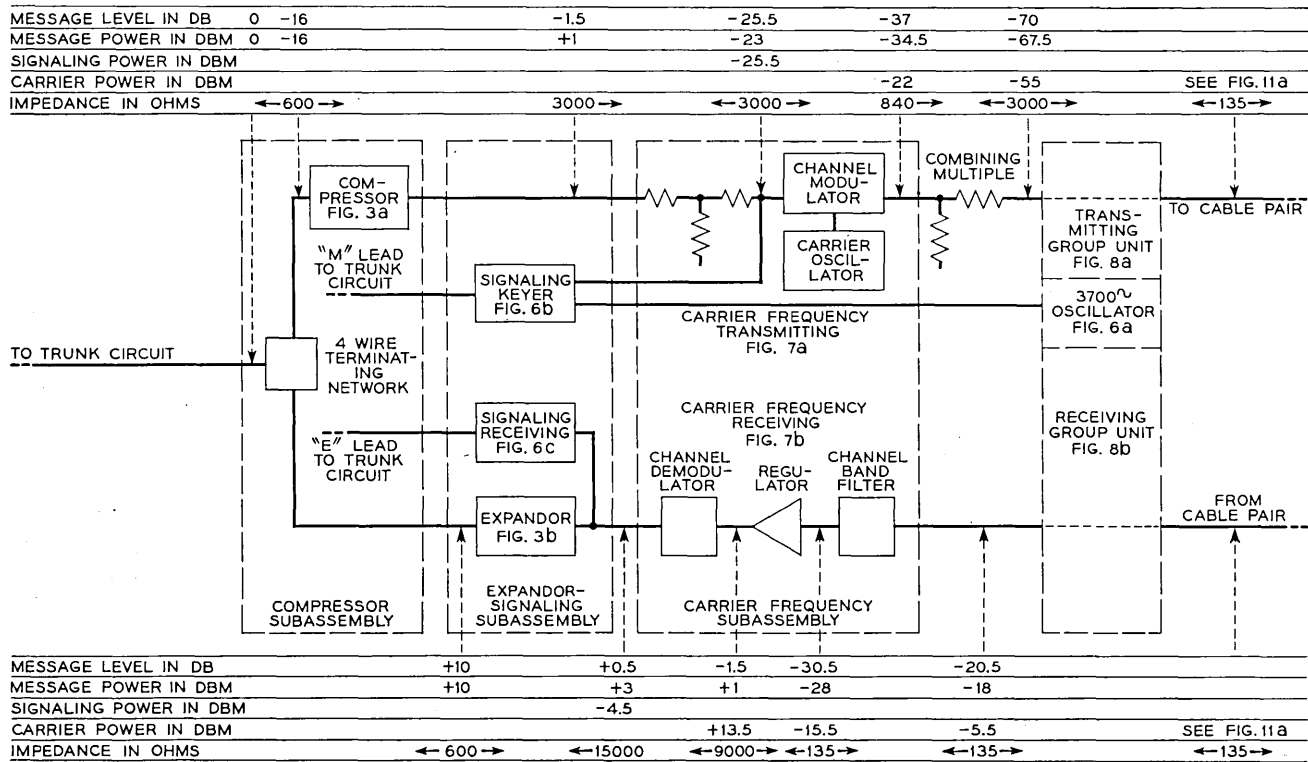 MESSAGE LEVEL IN DB 0 -16 -1.5 -25.5 -37 -70
MESSAGE POWER IN DBM 0 -16 +1 -23 -34.5 -67.5
SIGNALING POWER IN DBM -25.5
CARRIER POWER IN DBM -22 -55 SEE FIG.11a
IMPEDANCE IN OHMS ←600→ 3000 ←3000→ 840 ←3000→ ←135→
COM-
PRESSOR
FIG. 3a
CHANNEL
MODU-
LATOR
COMBINING
MULTIPLE
TO CABLE PAIR
CARRIER
OSCIL-
LATOR
TRANS-
MITTING
GROUP UNIT
FIG. 8a
"M" LEAD
TO TRUNK
CIRCUIT
SIGNALING
KEYER
FIG. 6b
CARRIER FREQUENCY
TRANSMITTING
FIG. 7a
3700~
OSCILLATOR
FIG. 6a
TO TRUNK CIRCUIT
4 WIRE
TERMINAT-
ING
NETWORK
"E" LEAD
TO TRUNK
CIRCUIT
SIGNALING
RECEIVING
FIG. 6c
CARRIER FREQUENCY
RECEIVING
FIG. 7b
RECEIVING
GROUP UNIT
FIG. 8b
CHANNEL
DEMODU-
LATOR
REGU-
LATOR
CHANNEL
BAND
FILTER
EXPANDOR
FIG. 3b
FROM
CABLE PAIR
COMPRESSOR
SUBASSEMBLY
EXPANDOR-
SIGNALING
SUBASSEMBLY
CARRIER FREQUENCY
SUBASSEMBLY
MESSAGE LEVEL IN DB +10 +0.5 -1.5 -30.5 -20.5
MESSAGE POWER IN DBM +10 +3 +1 -28 -18
SIGNALING POWER IN DBM -4.5
CARRIER POWER IN DBM +13.5 -15.5 -5.5 SEE FIG.11a
IMPEDANCE IN OHMS ←600→ ←15000 ←9000→ ←135→ ←135→ ←135→